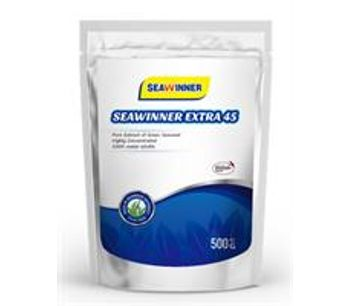 SEAWINNER
SEAWINNER EXTRA 45
Pure Extract of Green Seaweed
Highly Concentrated
100% water soluble
500